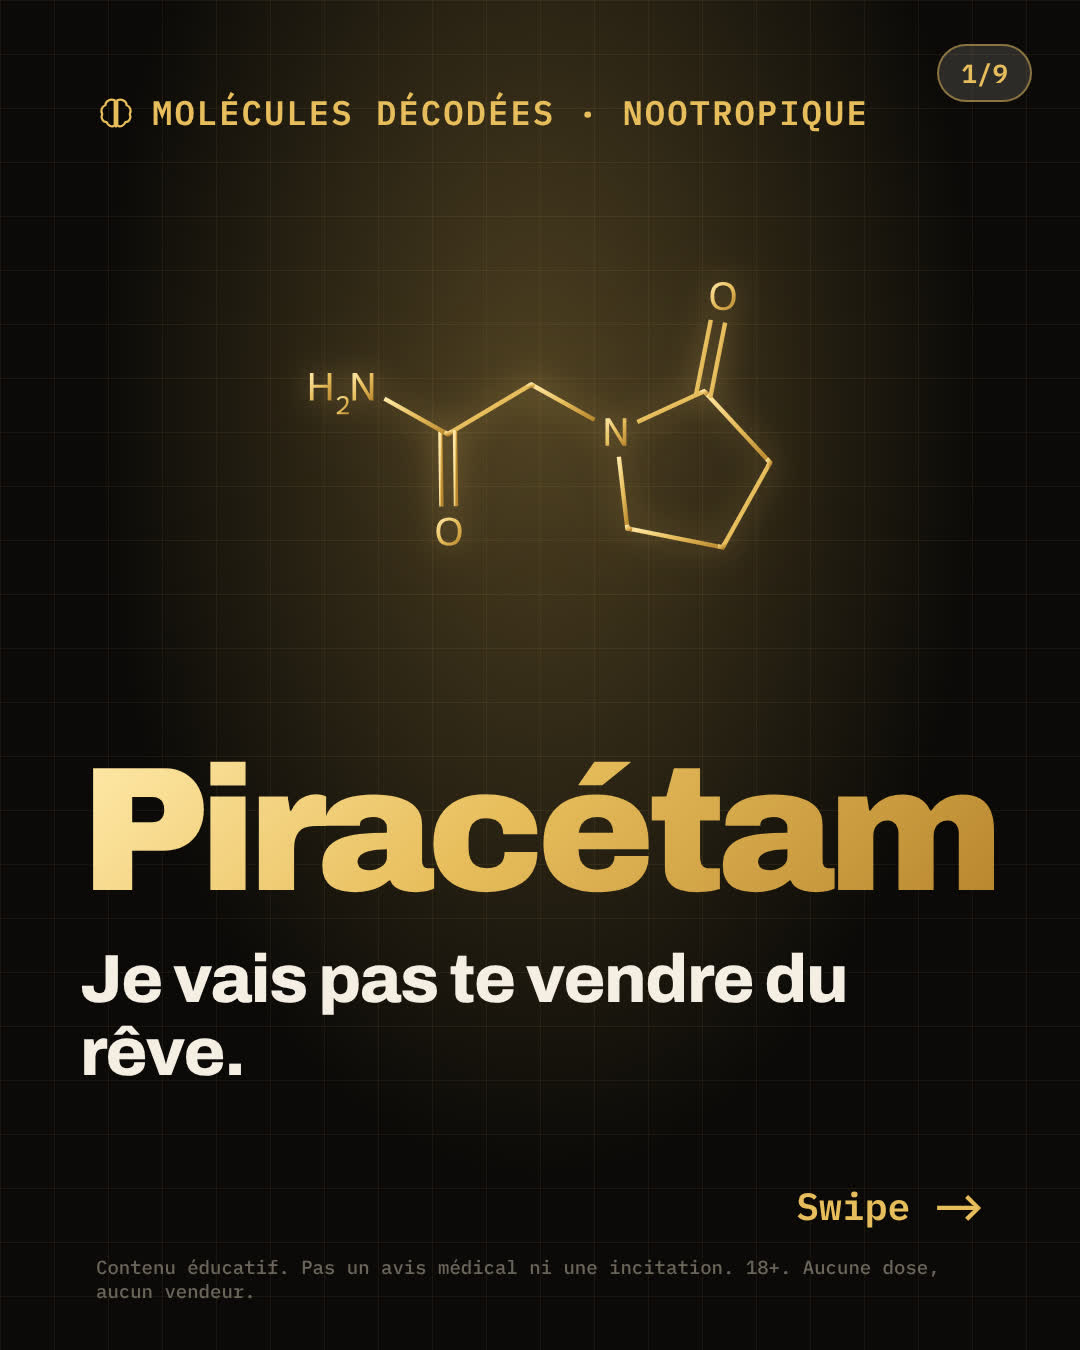 1/9
MOLÉCULES DÉCODÉES · NOOTROPIQUE
O
H₂N
N
O
Piracétam
Je vais pas te vendre du
rêve.
Swipe →
Contenu éducatif. Pas un avis médical ni une incitation. 18+. Aucune dose,
aucun vendeur.